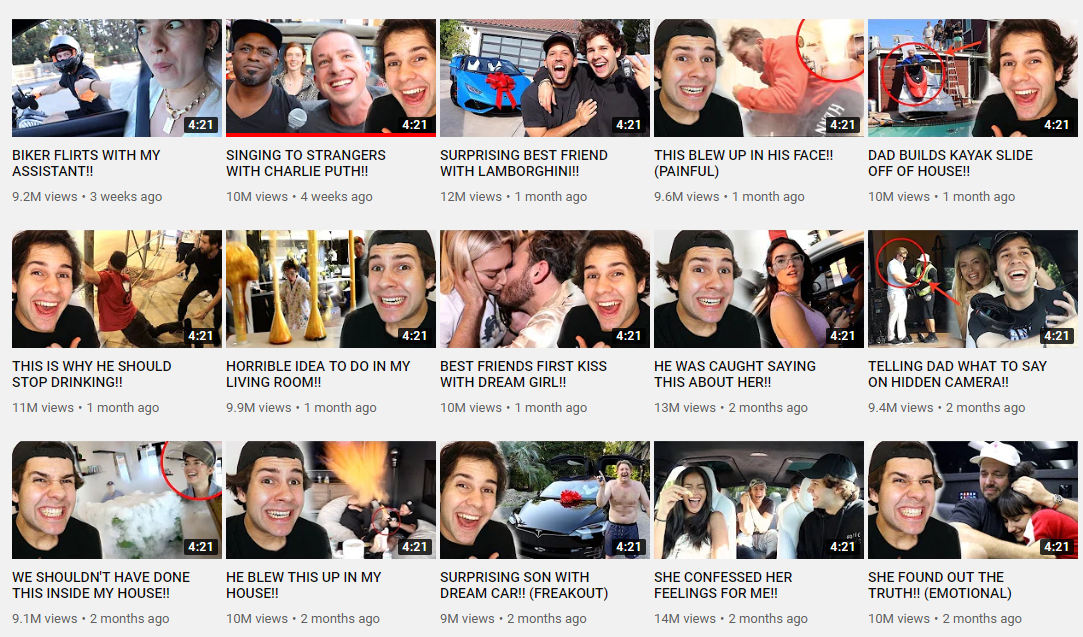 4:21
4:21
4:21
4:21
4:21
BIKER FLIRTS WITH MY
ASSISTANT!!
9.2M views • 3 weeks ago
SINGING TO STRANGERS
WITH CHARLIE PUTH!!
10M views • 4 weeks ago
SURPRISING BEST FRIEND
WITH LAMBORGHINI!!
12M views • 1 month ago
THIS BLEW UP IN HIS FACE!!
(PAINFUL)
9.6M views • 1 month ago
DAD BUILDS KAYAK SLIDE
OFF OF HOUSE!!
10M views • 1 month ago
4:21
4:21
4:21
4:21
4:21
THIS IS WHY HE SHOULD
STOP DRINKING!!
11M views • 1 month ago
HORRIBLE IDEA TO DO IN MY
LIVING ROOM!!
9.9M views • 1 month ago
BEST FRIENDS FIRST KISS
WITH DREAM GIRL!!
10M views • 1 month ago
HE WAS CAUGHT SAYING
THIS ABOUT HER!!
13M views • 2 months ago
TELLING DAD WHAT TO SAY
ON HIDDEN CAMERA!!
9.4M views • 2 months ago
4:21
4:21
4:21
4:21
4:21
WE SHOULDN'T HAVE DONE
THIS INSIDE MY HOUSE!!
9.1M views • 2 months ago
HE BLEW THIS UP IN MY
HOUSE!!
10M views • 2 months ago
SURPRISING SON WITH
DREAM CAR!! (FREAKOUT)
9M views • 2 months ago
SHE CONFESSED HER
FEELINGS FOR ME!!
14M views • 2 months ago
SHE FOUND OUT THE
TRUTH!! (EMOTIONAL)
10M views • 2 months ago